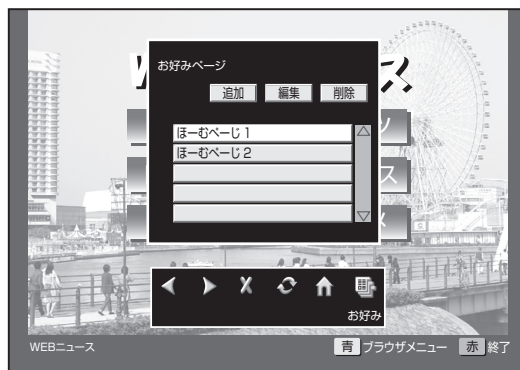 お好みページ
追加 編集 削除
ほーむぺーじ1
ほーむぺーじ2
お好み
WEBニュース 青 ブラウザメニュー 赤 終了